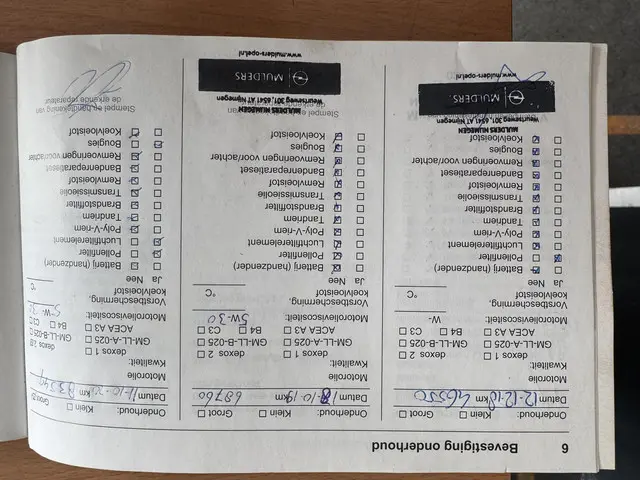 6 Bevestiging onderhoud
Onderhoud: Klein Groot
Datum 12-12-18 km 46550
Motorolie
Kwaliteit:
dexos 1 dexos 2
GM-LL-A-025 GM-LL-B-025
ACEA A3 B4 C3
Motorolieviscositeit:
W-
Vorstbescherming, koelvloeistof °C
Ja Nee
Batterij (handzender)
Pollenfilter
Luchtfilterelement
Poly-V-riem
Tandriem
Brandstoffilter
Transmissieolie
Remvloeistof
Bandenreparatieset
Remvoeringen voor/achter
Bougies
Koelvloeistof
MULDERS NIJMEGEN
Weurtseweg 301, 6541 AT Nijmegen
MULDERS
www.mulders-opel.nl
Onderhoud: Klein Groot
Datum -10-19 km 68760
Motorolie
Kwaliteit:
dexos 1 dexos 2
GM-LL-A-025 GM-LL-B-025
ACEA A3 B4 C3
Motorolieviscositeit:
5W-30
Vorstbescherming, koelvloeistof °C
Ja Nee
Batterij (handzender)
Pollenfilter
Luchtfilterelement
Poly-V-riem
Tandriem
Brandstoffilter
Transmissieolie
Remvloeistof
Bandenreparatieset
Remvoeringen voor/achter
Bougies
Koelvloeistof
MULDERS NIJMEGEN
Weurtseweg 301, 6541 AT Nijmegen
MULDERS
www.mulders-opel.nl
Onderhoud: Klein
Datum 11-10-20 km
Motorolie
Kwaliteit:
dexos 1 dexos 2
GM-LL-A-025 GM-LL-B-025
ACEA A3 B4 C3
Motorolieviscositeit:
5 W-
Vorstbescherming, koelvloeistof
Ja Nee
Batterij (handzender)
Pollenfilter
Luchtfilterelement
Poly-V-riem
Tandriem
Brandstoffilter
Transmissieolie
Remvloeistof
Bandenreparatieset
Remvoeringen voor/achter
Bougies
Koelvloeistof
Stempel en handtekening van
de erkende reparateur